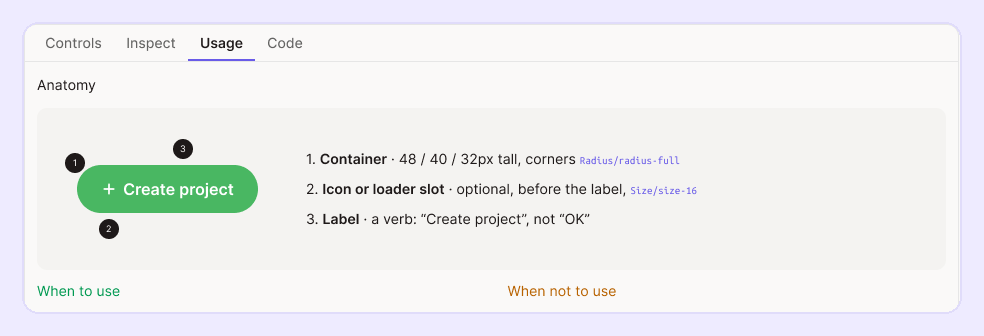 Controls Inspect Usage Code
Anatomy
1
3
+ Create project
2
1. Container · 48 / 40 / 32px tall, corners Radius/radius-full
2. Icon or loader slot · optional, before the label, Size/size-16
3. Label · a verb: “Create project”, not “OK”
When to use
When not to use